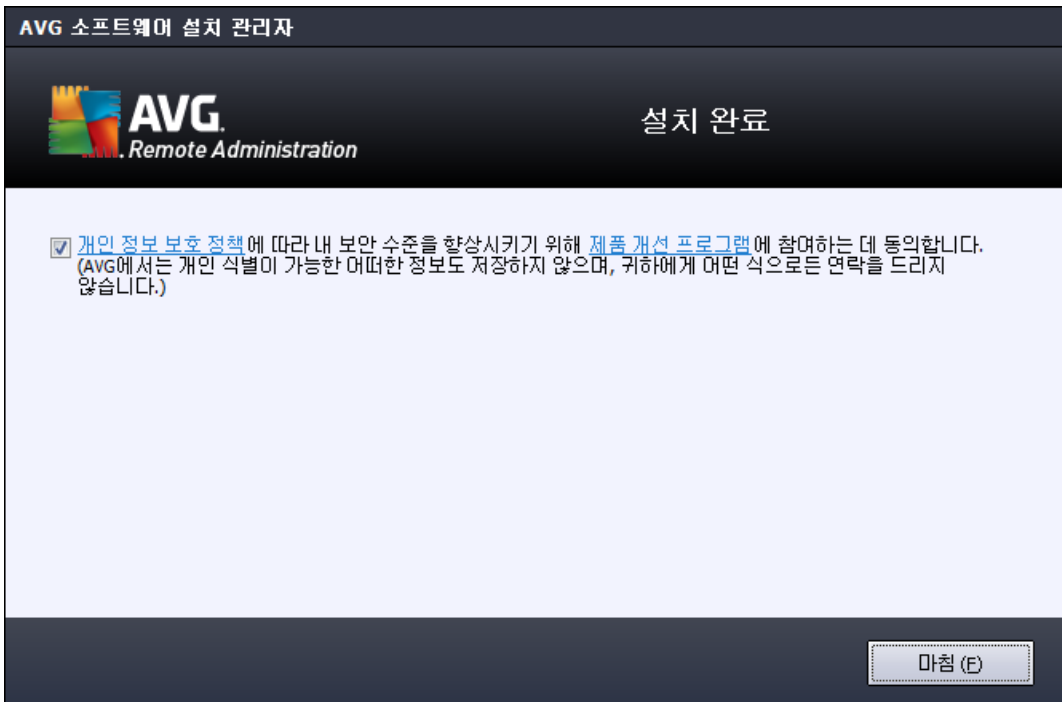 AVG 소프트웨어 설치 관리자
AVG.
Remote Administration
설치 완료
개인 정보 보호 정책에 따라 내 보안 수준을 향상시키기 위해 제품 개선 프로그램에 참여하는 데 동의합니다.
(AVG에서는 개인 식별이 가능한 어떠한 정보도 저장하지 않으며, 귀하에게 어떤 식으로든 연락을 드리지
않습니다.)
마침 (F)